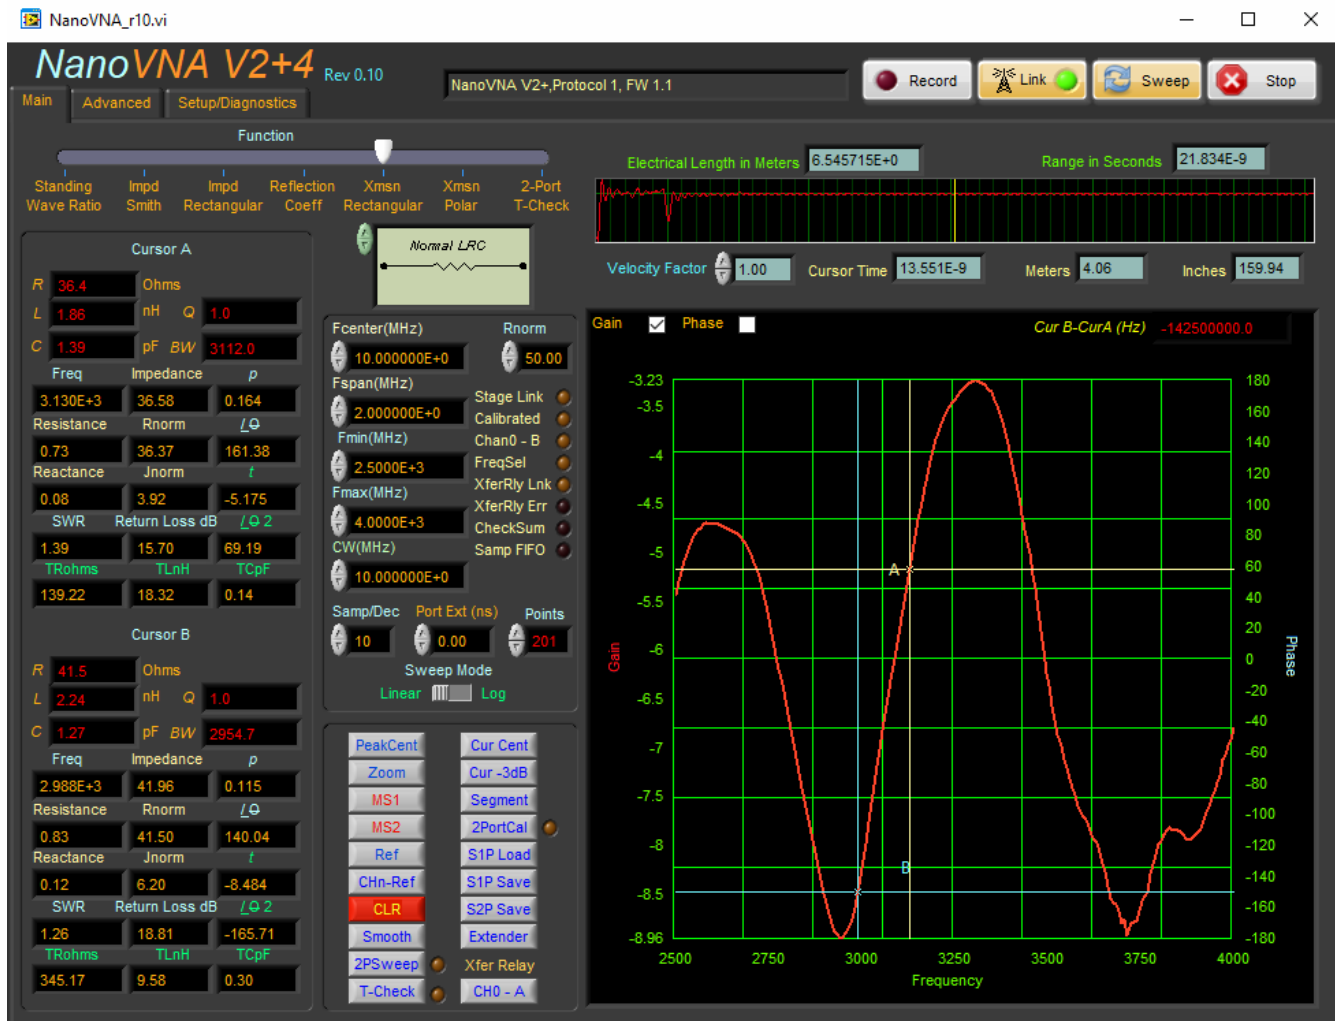 NanoVNA_r10.vi
NanoVNA V2+4 Rev 0.10
NanoVNA V2+,Protocol 1, FW 1.1
Record Link Sweep Stop
Main Advanced Setup/Diagnostics
Function
Standing Wave Ratio
Impd Smith
Impd Rectangular
Reflection Coeff
Xmsn Rectangular
Xmsn Polar
2-Port T-Check
Electrical Length in Meters 6.545715E+0
Range in Seconds 21.834E-9
Velocity Factor 1.00
Cursor Time 13.551E-9
Meters 4.06
Inches 159.94
Normal LRC
Cursor A
R 36.4 Ohms
L 1.86 nH Q 1.0
C 1.39 pF BW 3112.0
Freq Impedance p
3.130E+3 36.58 0.164
Resistance Rnorm /Θ
0.73 36.37 161.38
Reactance Jnorm t
0.08 3.92 -5.175
SWR Return Loss dB /Θ 2
1.39 15.70 69.19
TRohms TLnH TCpF
139.22 18.32 0.14
Cursor B
R 41.5 Ohms
L 2.24 nH Q 1.0
C 1.27 pF BW 2954.7
Freq Impedance p
2.988E+3 41.96 0.115
Resistance Rnorm /Θ
0.83 41.50 140.04
Reactance Jnorm t
0.12 6.20 -8.484
SWR Return Loss dB /Θ 2
1.26 18.81 -165.71
TRohms TLnH TCpF
345.17 9.58 0.30
Fcenter(MHz) Rnorm
10.000000E+0 50.00
Fspan(MHz)
2.000000E+0
Fmin(MHz)
2.5000E+3
Fmax(MHz)
4.0000E+3
CW(MHz)
10.000000E+0
Stage Link
Calibrated
Chan0 - B
FreqSel
XferRly Lnk
XferRly Err
CheckSum
Samp FIFO
Samp/Dec Port Ext (ns) Points
10 0.00 201
Sweep Mode
Linear Log
PeakCent Cur Cent
Zoom Cur -3dB
MS1 Segment
MS2 2PortCal
Ref S1P Load
CHn-Ref S1P Save
CLR S2P Save
Smooth Extender
2PSweep Xfer Relay
T-Check CH0 - A
Gain Phase
Cur B-CurA (Hz) -142500000.0
-3.23
-3.5
-4
-4.5
-5
-5.5
-6
-6.5
-7
-7.5
-8
-8.5
-8.96
Gain
A
B
180
160
140
120
100
80
60
40
20
0
-20
-40
-60
-80
-100
-120
-140
-160
-180
Phase
2500 2750 3000 3250 3500 3750 4000
Frequency